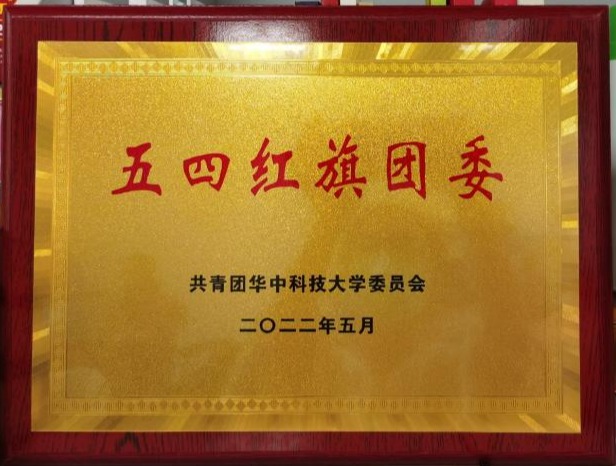 五四红旗团委
共青团华中科技大学委员会
二〇二二年五月